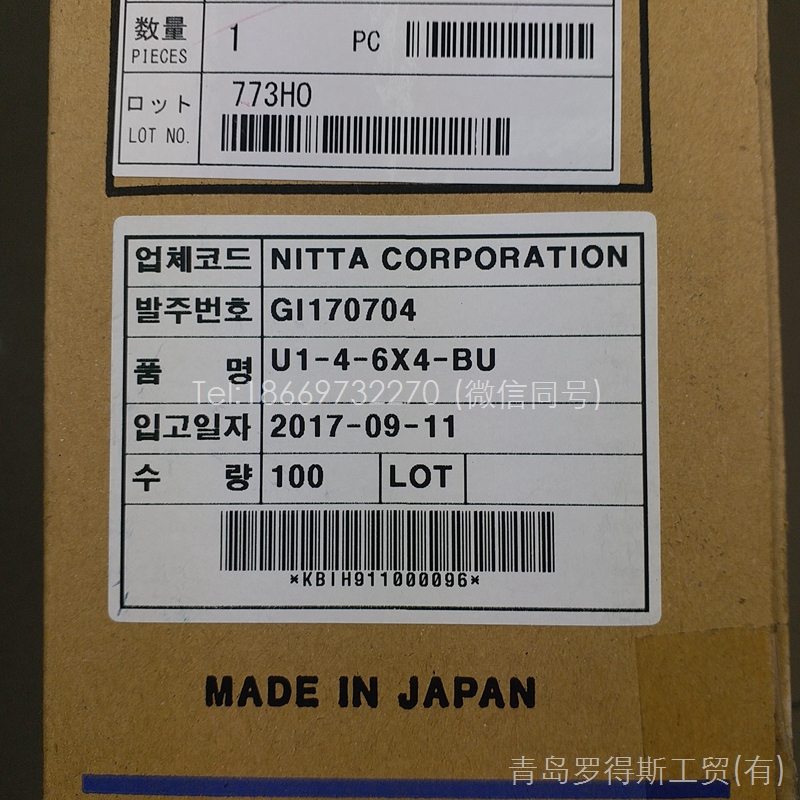 数量 1 PC
PIECES
ロット 773H0
LOT NO.
업체코드 NITTA CORPORATION
발주번호 GI170704
품 명 U1-4-6X4-BU
Tel:18669732270 (微信同号)
입고일자 2017-09-11
수 량 100 LOT
*KBIH911000096*
MADE IN JAPAN
青岛罗得斯工贸(有)